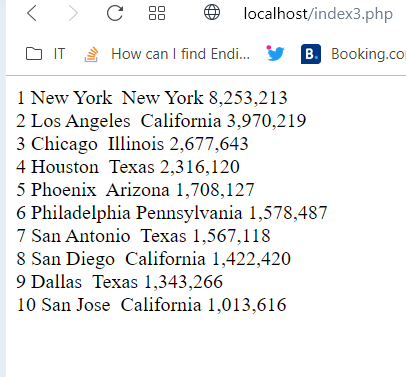 localhost/index3.php
IT How can I find Endi... B. Booking.co
1 New York  New York 8,253,213
2 Los Angeles  California 3,970,219
3 Chicago  Illinois 2,677,643
4 Houston  Texas 2,316,120
5 Phoenix  Arizona 1,708,127
6 Philadelphia Pennsylvania 1,578,487
7 San Antonio  Texas 1,567,118
8 San Diego  California 1,422,420
9 Dallas  Texas 1,343,266
10 San Jose  California 1,013,616